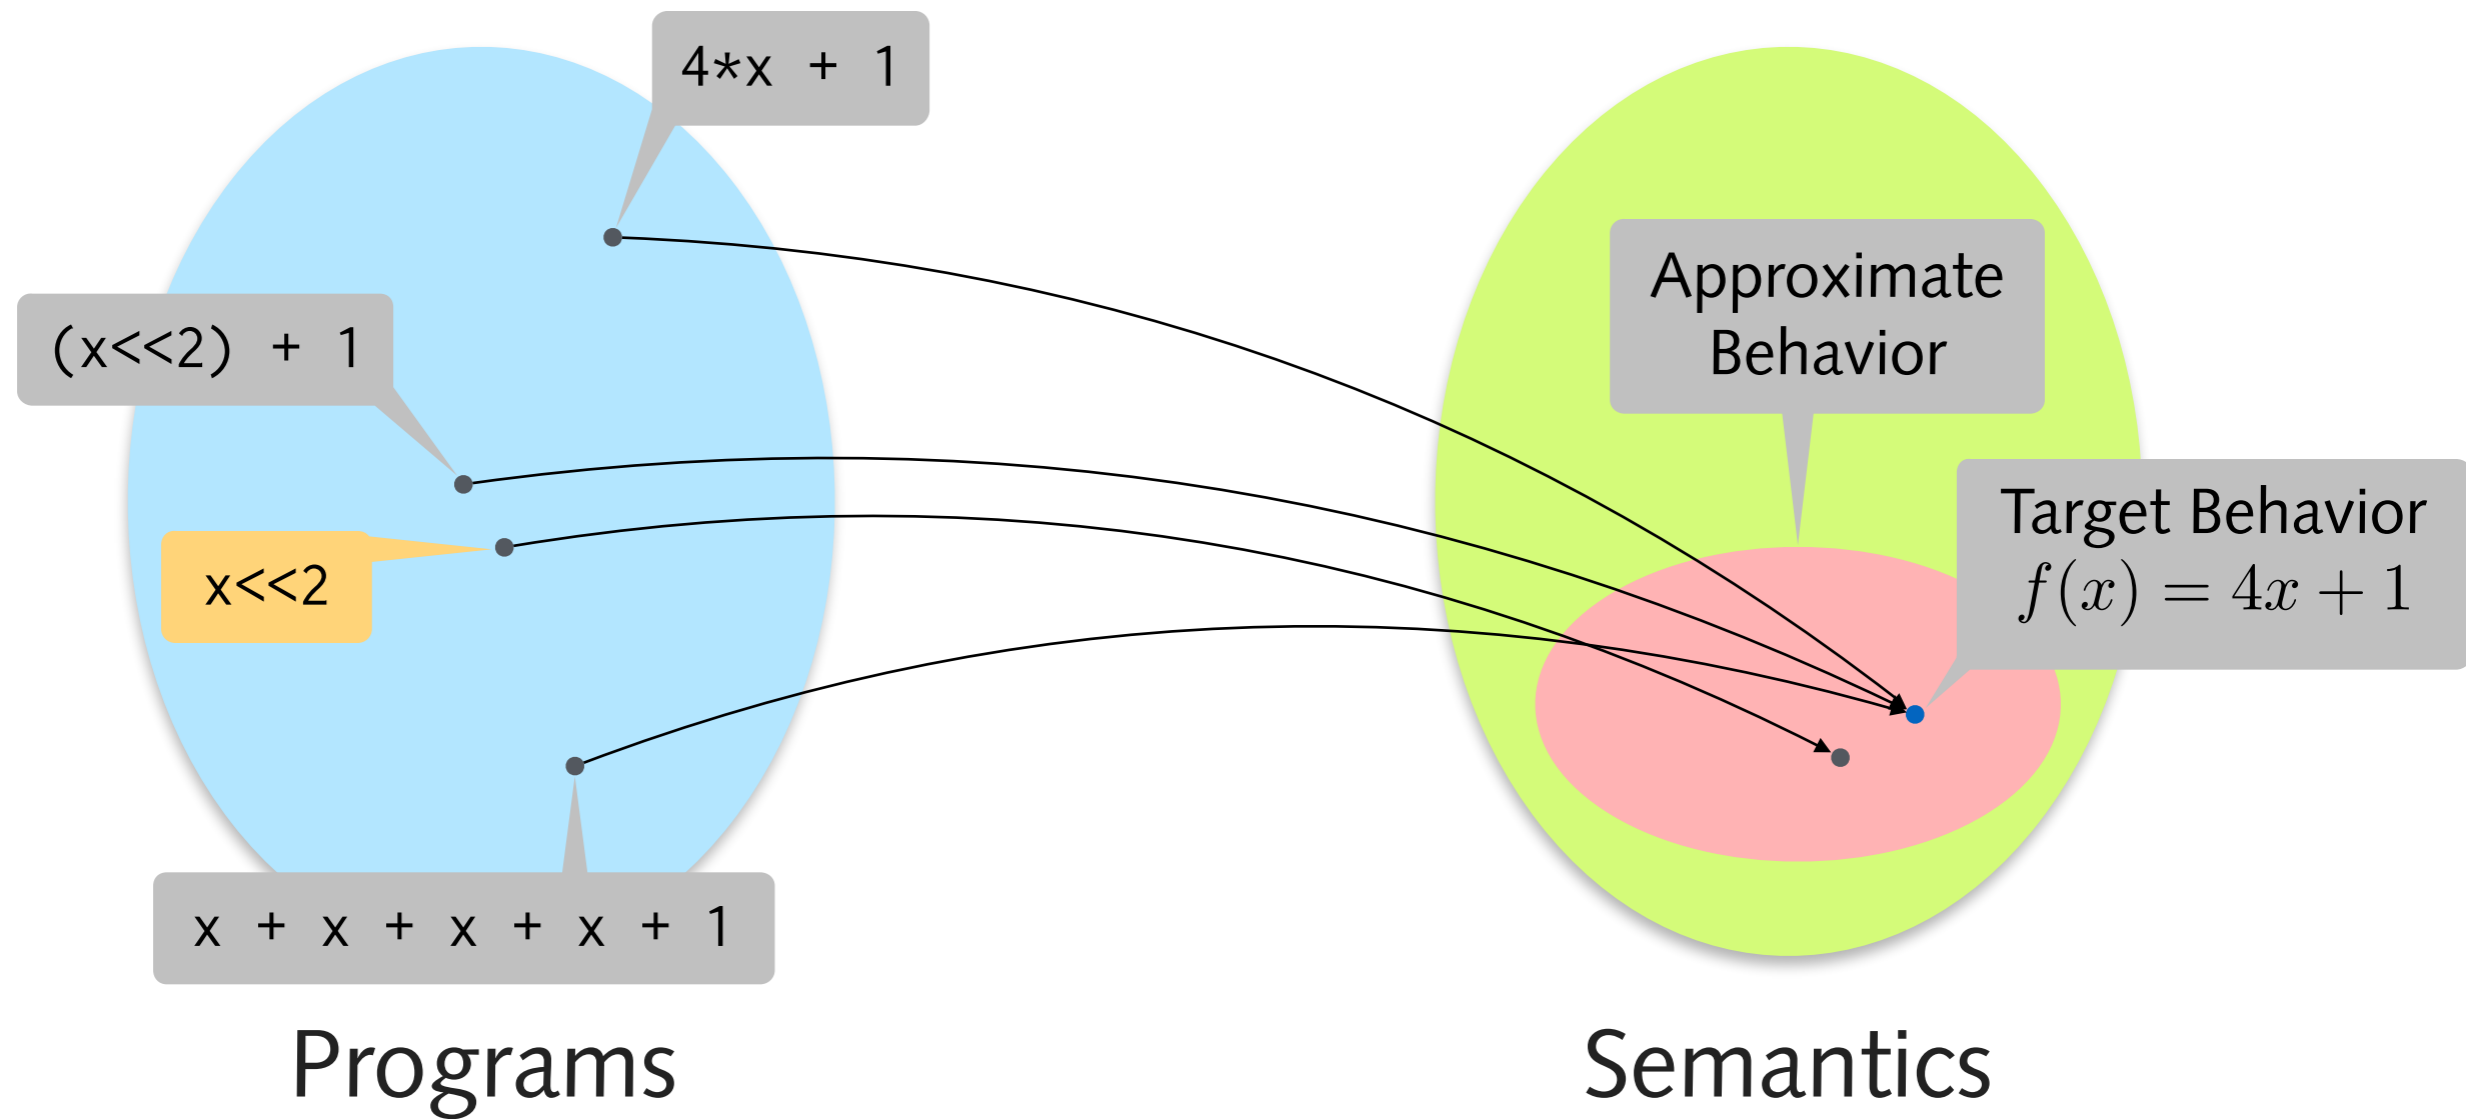 4*x + 1
(x<<2) + 1
x<<2
x + x + x + x + 1
Programs
Approximate
Behavior
Target Behavior
f(x) = 4x + 1
Semantics